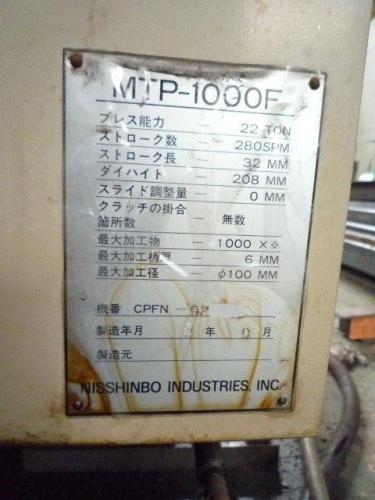 MTP-1000F
プレス能力 — 22 TON
ストローク数 — 280SPM
ストローク長 — 32 MM
ダイハイト — 208 MM
スライド調整量 — 0 MM
クラッチの掛合
箇所数 — 無数
最大加工物 — 1000 ×※
最大加工板厚 — 6 MM
最大加工径 — φ100 MM
機番 CPFN — 92
製造年月 年 月
製造元
NISSHINBO INDUSTRIES, INC.